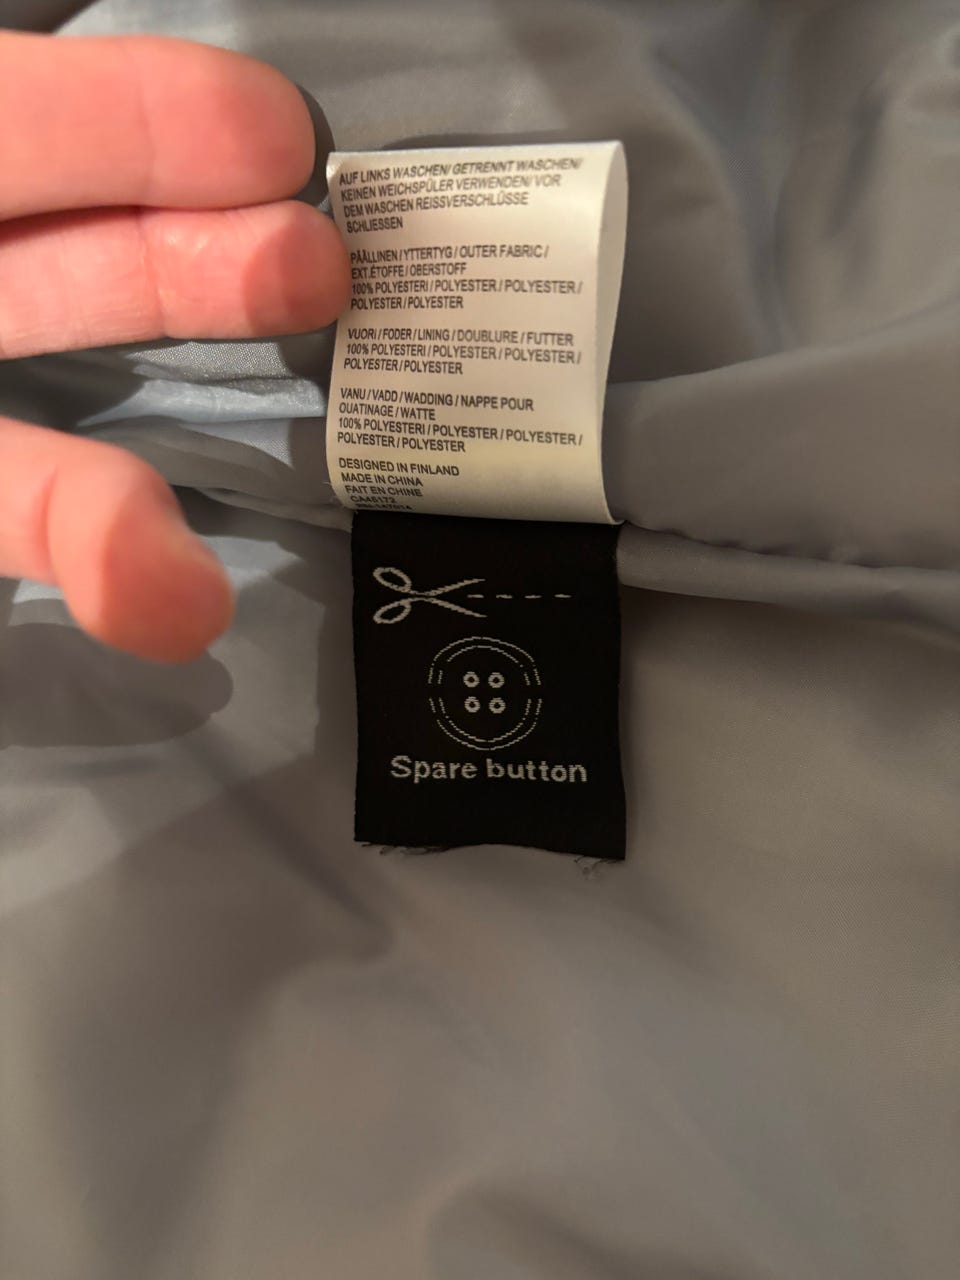 AUF LINKS WASCHEN/ GETRENNT WASCHEN/
KEINEN WEICHSPÜLER VERWENDEN/ VOR
DEM WASCHEN REISSVERSCHLÜSSE
SCHLIESSEN
PÄÄLLINEN / YTTERTYG / OUTER FABRIC /
EXT.ÉTOFFE / OBERSTOFF
100% POLYESTERI / POLYESTER / POLYESTER /
POLYESTER / POLYESTER
VUORI / FODER / LINING / DOUBLURE / FUTTER
100% POLYESTERI / POLYESTER / POLYESTER /
POLYESTER / POLYESTER
VANU / VADD / WADDING / NAPPE POUR
OUATINAGE / WATTE
100% POLYESTERI / POLYESTER / POLYESTER /
POLYESTER / POLYESTER
DESIGNED IN FINLAND
MADE IN CHINA
FAIT EN CHINE
CA46172
Spare button